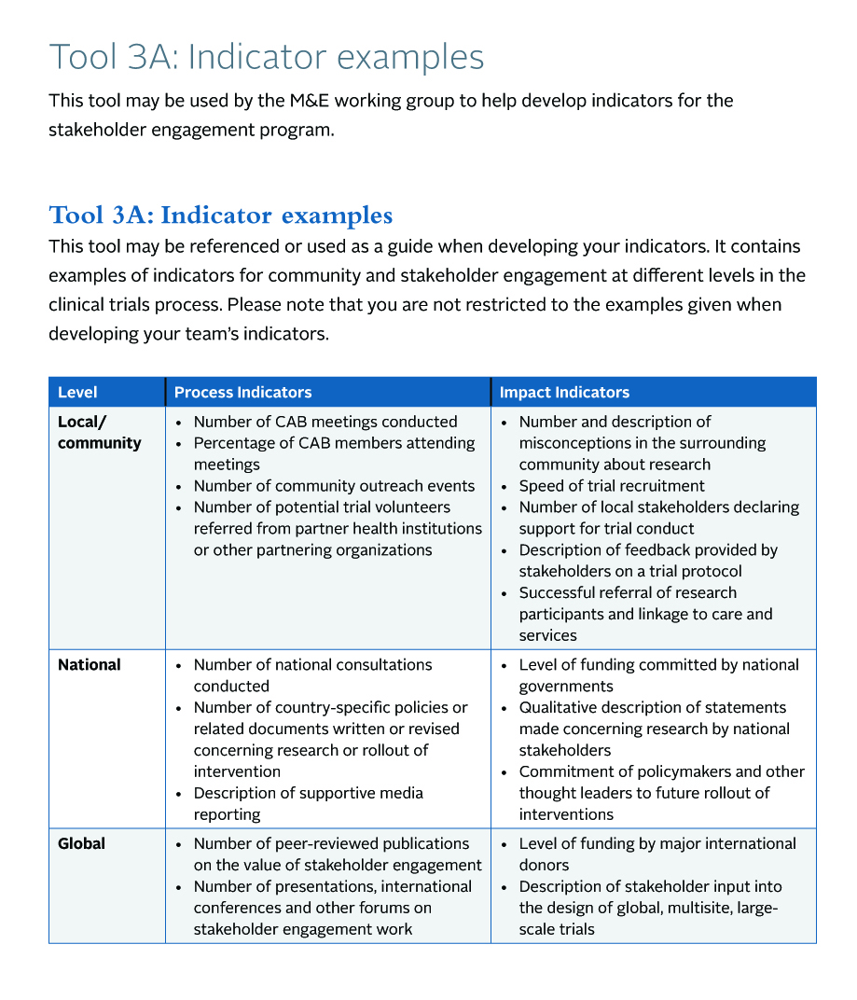 Tool 3A: Indicator examples
This tool may be used by the M&E working group to help develop indicators for the
stakeholder engagement program.
Tool 3A: Indicator examples
This tool may be referenced or used as a guide when developing your indicators. It contains
examples of indicators for community and stakeholder engagement at different levels in the
clinical trials process. Please note that you are not restricted to the examples given when
developing your team's indicators.
Level
Process Indicators
Impact Indicators
Local/
community
• Number of CAB meetings conducted
• Percentage of CAB members attending
meetings
• Number of community outreach events
• Number of potential trial volunteers
referred from partner health institutions
or other partnering organizations
• Number and description of
misconceptions in the surrounding
community about research
• Speed of trial recruitment
• Number of local stakeholders declaring
support for trial conduct
• Description of feedback provided by
stakeholders on a trial protocol
• Successful referral of research
participants and linkage to care and
services
National
• Number of national consultations
conducted
• Number of country-specific policies or
related documents written or revised
concerning research or rollout of
intervention
• Description of supportive media
reporting
• Level of funding committed by national
governments
• Qualitative description of statements
made concerning research by national
stakeholders
• Commitment of policymakers and other
thought leaders to future rollout of
interventions
Global
• Number of peer-reviewed publications
on the value of stakeholder engagement
• Number of presentations, international
conferences and other forums on
stakeholder engagement work
• Level of funding by major international
donors
• Description of stakeholder input into
the design of global, multisite, large-
scale trials